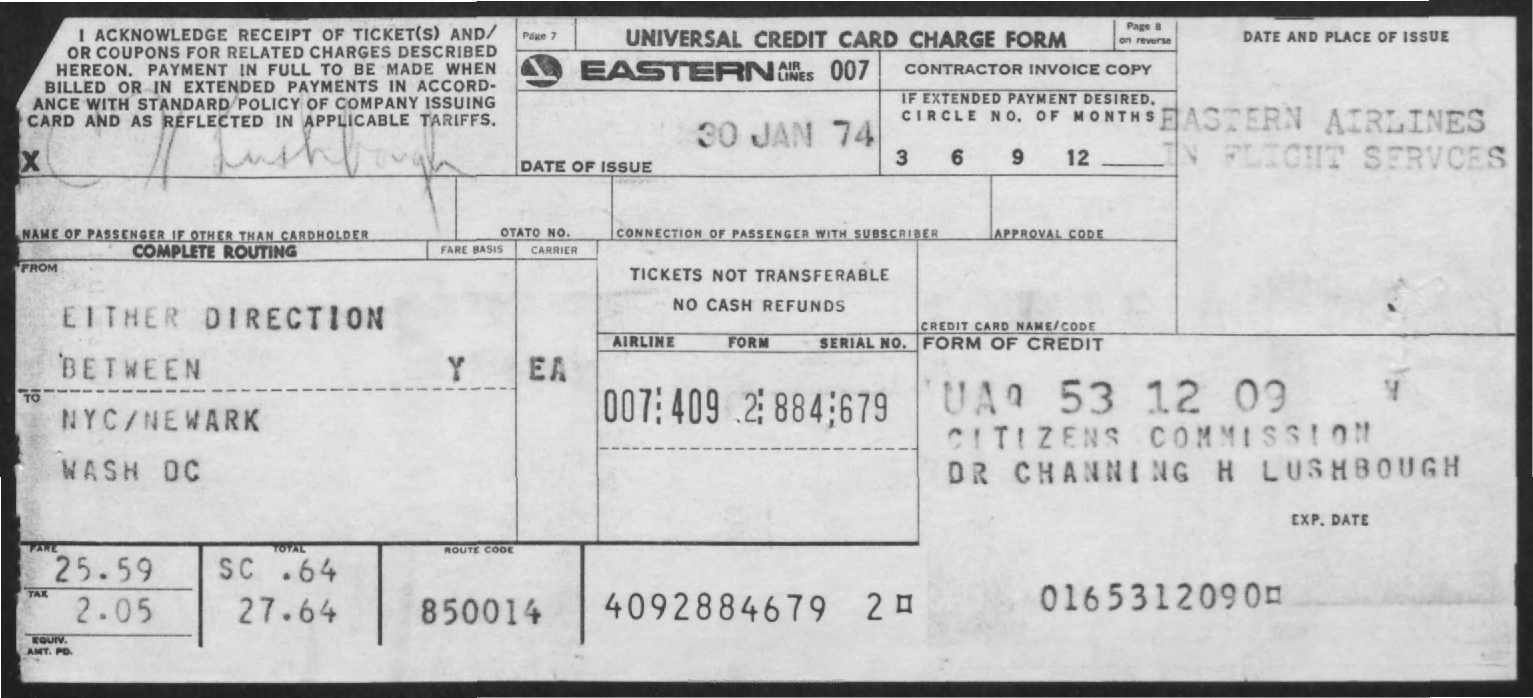 I ACKNOWLEDGE RECEIPT OF TICKET(S) AND/
OR COUPONS FOR RELATED CHARGES DESCRIBED
HEREON. PAYMENT IN FULL TO BE MADE WHEN
BILLED OR IN EXTENDED PAYMENTS IN ACCORD-
ANCE WITH STANDARD POLICY OF COMPANY ISSUING
CARD AND AS REFLECTED IN APPLICABLE TARIFFS.
X C H Lushbough
Page 7
UNIVERSAL CREDIT CARD CHARGE FORM
Page 8
on reverse
EASTERN AIR LINES 007
CONTRACTOR INVOICE COPY
30 JAN 74
DATE OF ISSUE
IF EXTENDED PAYMENT DESIRED,
CIRCLE NO. OF MONTHS
3 6 9 12
DATE AND PLACE OF ISSUE
EASTERN AIRLINES
IN FLIGHT SERVCES
NAME OF PASSENGER IF OTHER THAN CARDHOLDER
OTATO NO.
CONNECTION OF PASSENGER WITH SUBSCRIBER
APPROVAL CODE
COMPLETE ROUTING
FARE BASIS
CARRIER
FROM
EITHER DIRECTION
BETWEEN Y EA
TO
NYC/NEWARK
WASH DC
TICKETS NOT TRANSFERABLE
NO CASH REFUNDS
AIRLINE FORM SERIAL NO.
007 409 2 884 679
CREDIT CARD NAME/CODE
FORM OF CREDIT
53 12 09
CITIZENS COMMISSION
DR CHANNING H LUSHBOUGH
EXP. DATE
FARE
25.59
TAX
2.05
EQUIV.
AMT. PD.
TOTAL
SC .64
27.64
ROUTE CODE
850014
4092884679 2¤
0165312090¤